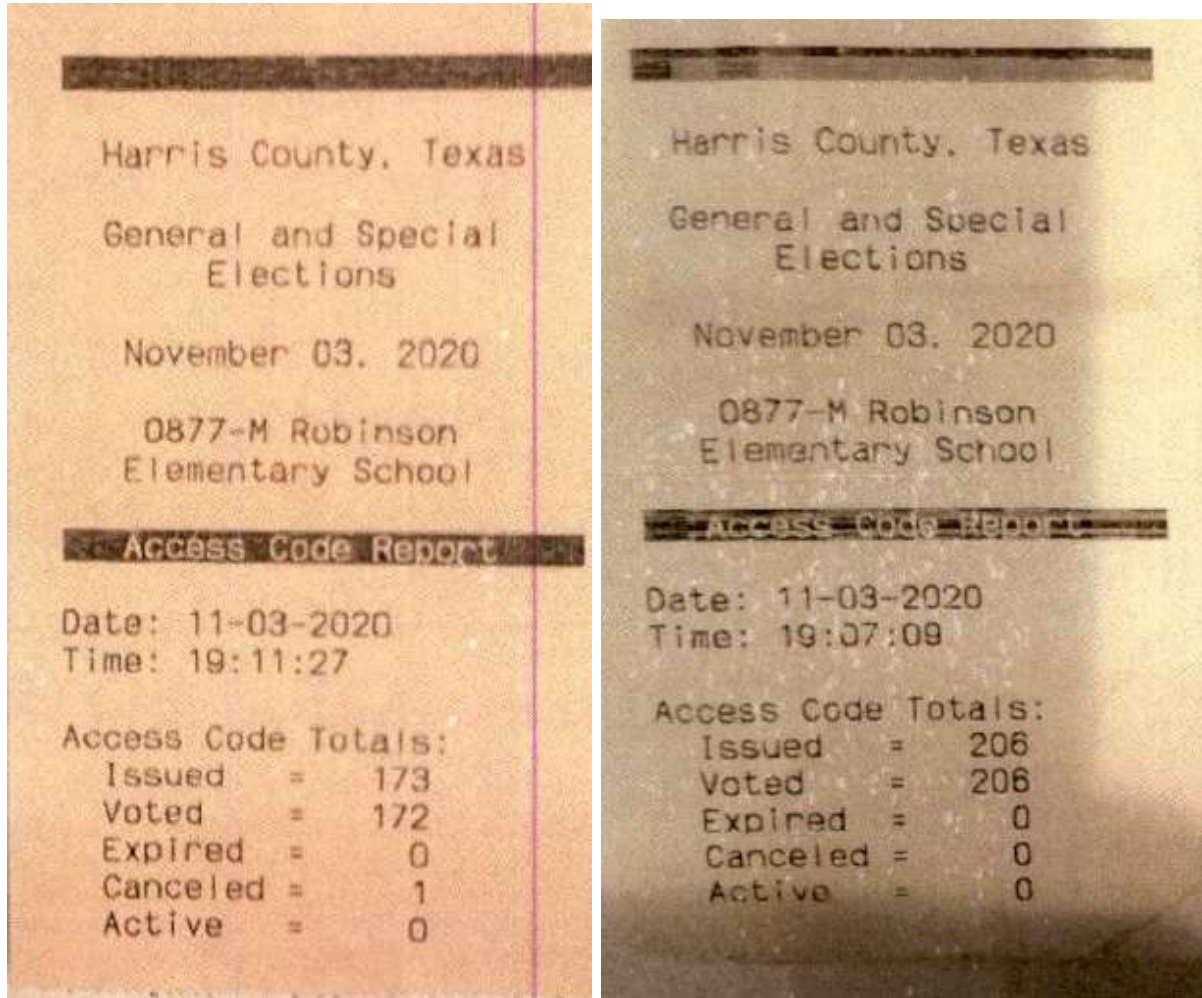 Harris County, Texas
General and Special
Elections
November 03. 2020
0877-M Robinson
Elementary School
Access Code Report
Date: 11-03-2020
Time: 19:11:27
Access Code Totals:
Issued = 173
Voted = 172
Expired = 0
Canceled = 1
Active = 0
Harris County, Texas
General and Special
Elections
November 03. 2020
0877-M Robinson
Elementary School
Access Code Report
Date: 11-03-2020
Time: 19:07:09
Access Code Totals:
Issued = 206
Voted = 206
Expired = 0
Canceled = 0
Active = 0